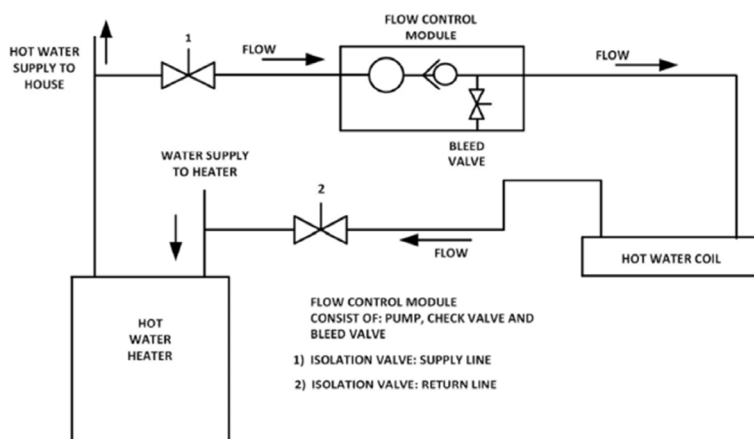 FLOW CONTROL
MODULE
HOT WATER
SUPPLY TO
HOUSE
1
FLOW
FLOW
BLEED
VALVE
WATER SUPPLY
TO HEATER
2
FLOW
HOT WATER COIL
HOT
WATER
HEATER
FLOW CONTROL MODULE
CONSIST OF: PUMP, CHECK VALVE AND
BLEED VALVE
1) ISOLATION VALVE: SUPPLY LINE
2) ISOLATION VALVE: RETURN LINE